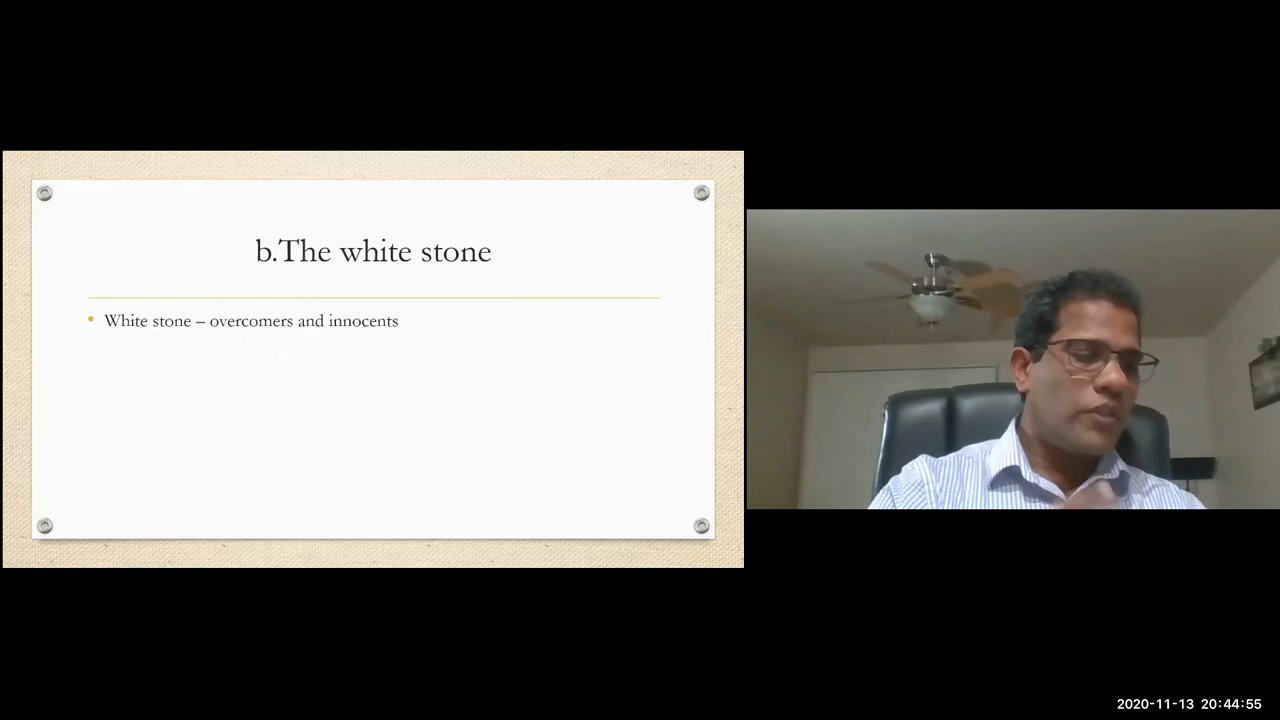 b.The white stone
White stone – overcomers and innocents
2020-11-13 20:44:55